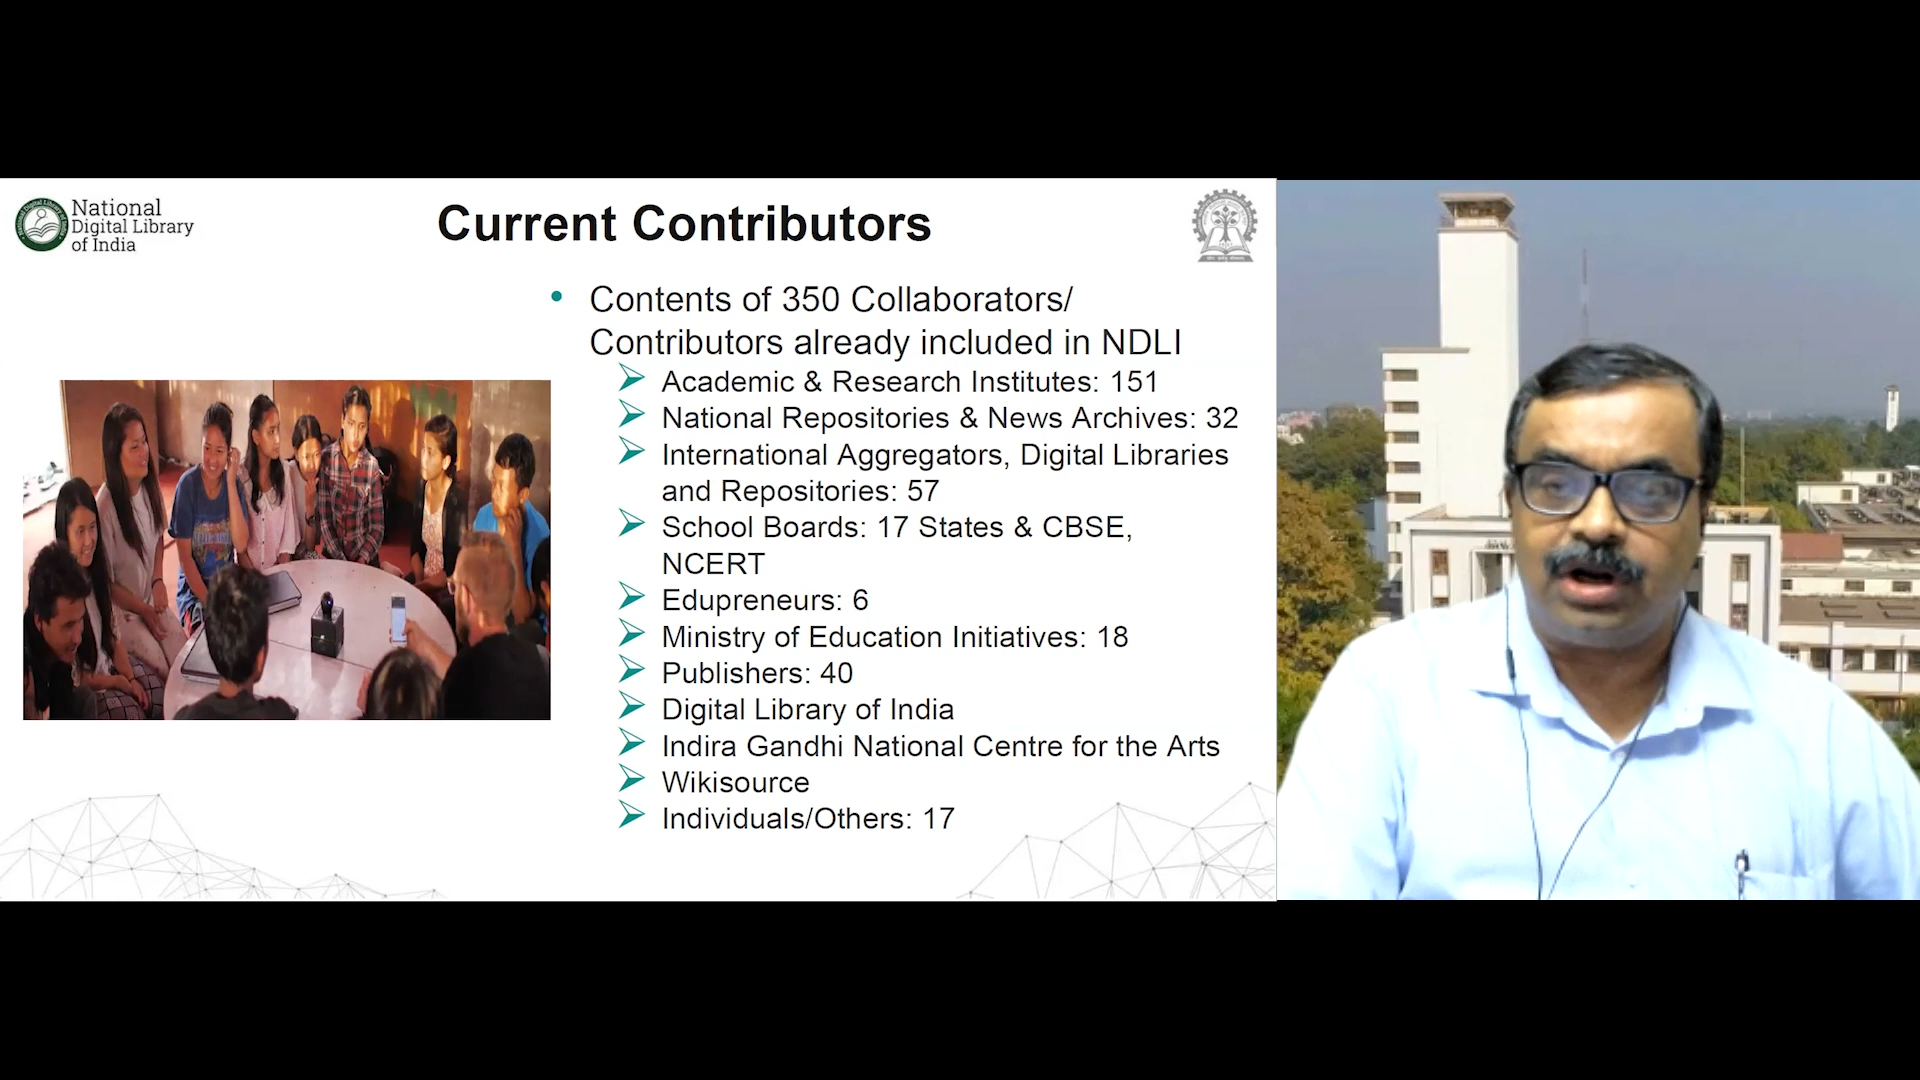 National
Digital Library
of India
Current Contributors
• Contents of 350 Collaborators/
Contributors already included in NDLI
➢ Academic & Research Institutes: 151
➢ National Repositories & News Archives: 32
➢ International Aggregators, Digital Libraries
and Repositories: 57
➢ School Boards: 17 States & CBSE,
NCERT
➢ Edupreneurs: 6
➢ Ministry of Education Initiatives: 18
➢ Publishers: 40
➢ Digital Library of India
➢ Indira Gandhi National Centre for the Arts
➢ Wikisource
➢ Individuals/Others: 17